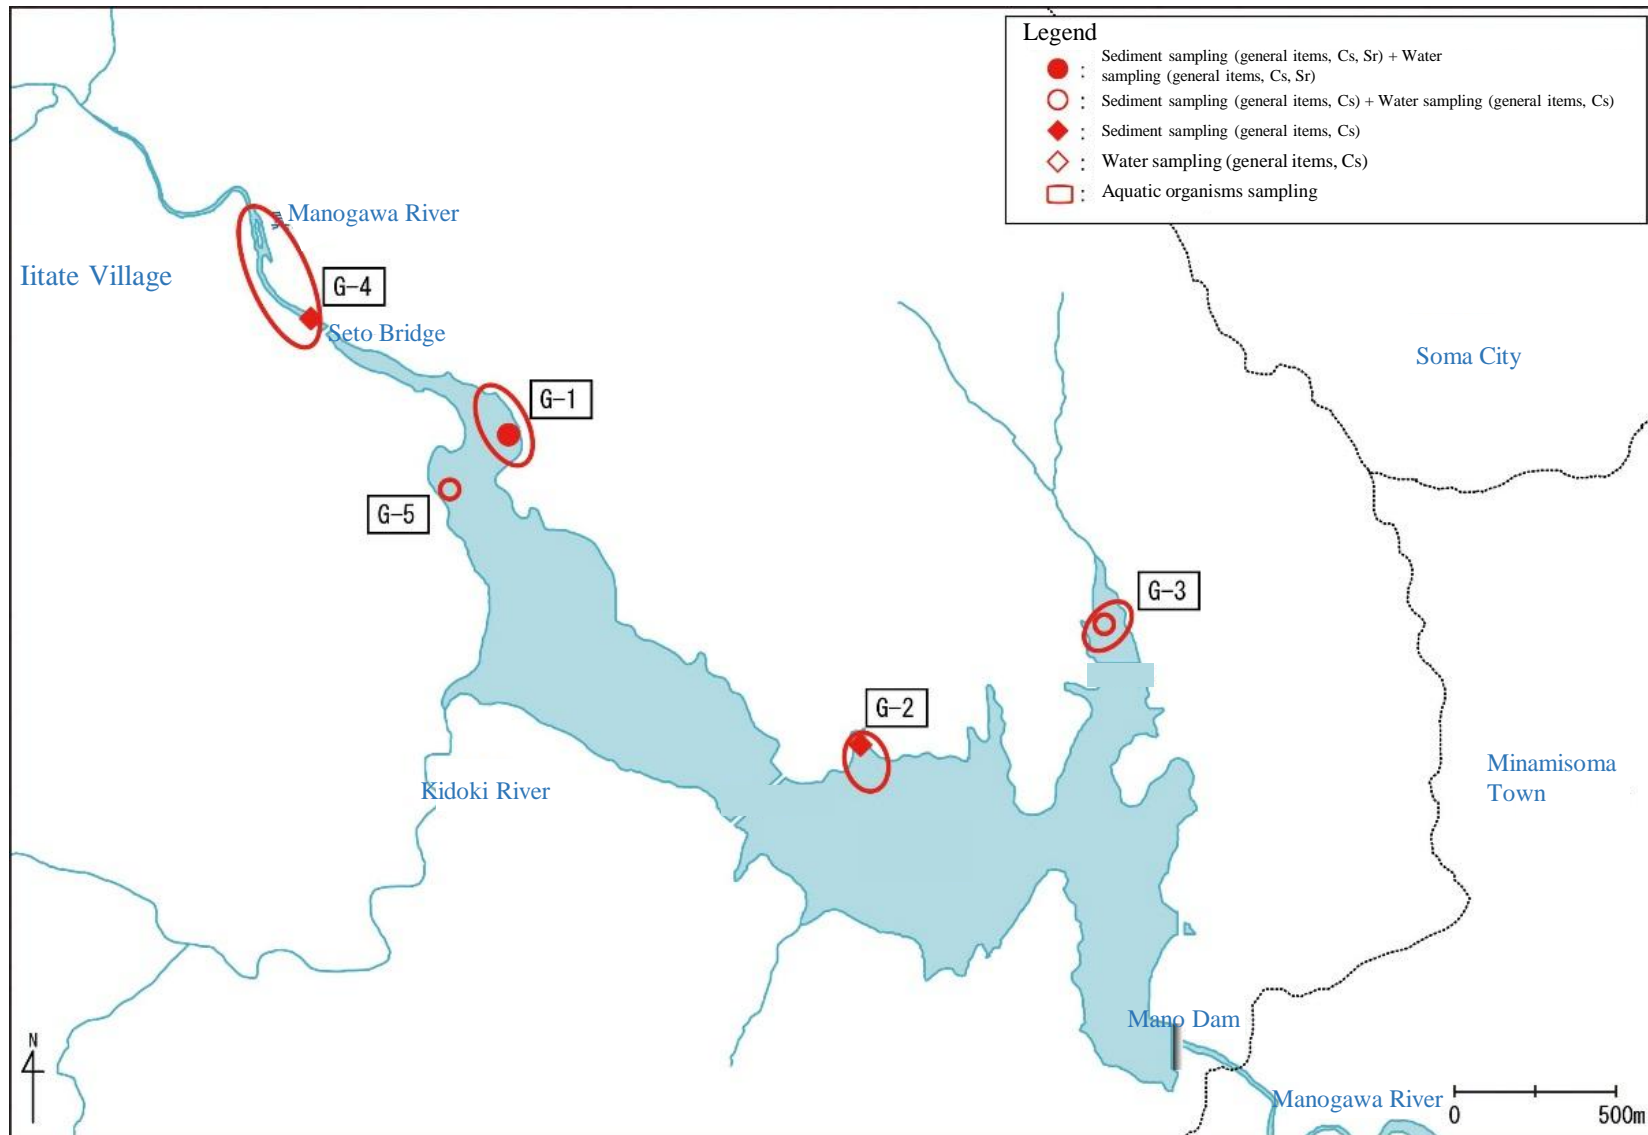 Legend
: Sediment sampling (general items, Cs, Sr) + Water
sampling (general items, Cs, Sr)
: Sediment sampling (general items, Cs) + Water sampling (general items, Cs)
: Sediment sampling (general items, Cs)
: Water sampling (general items, Cs)
: Aquatic organisms sampling
Manogawa River
Iitate Village
G-4
Seto Bridge
Soma City
G-1
G-5
G-3
G-2
Kidoki River
Minamisoma
Town
Mano Dam
N
Manogawa River
0 500m